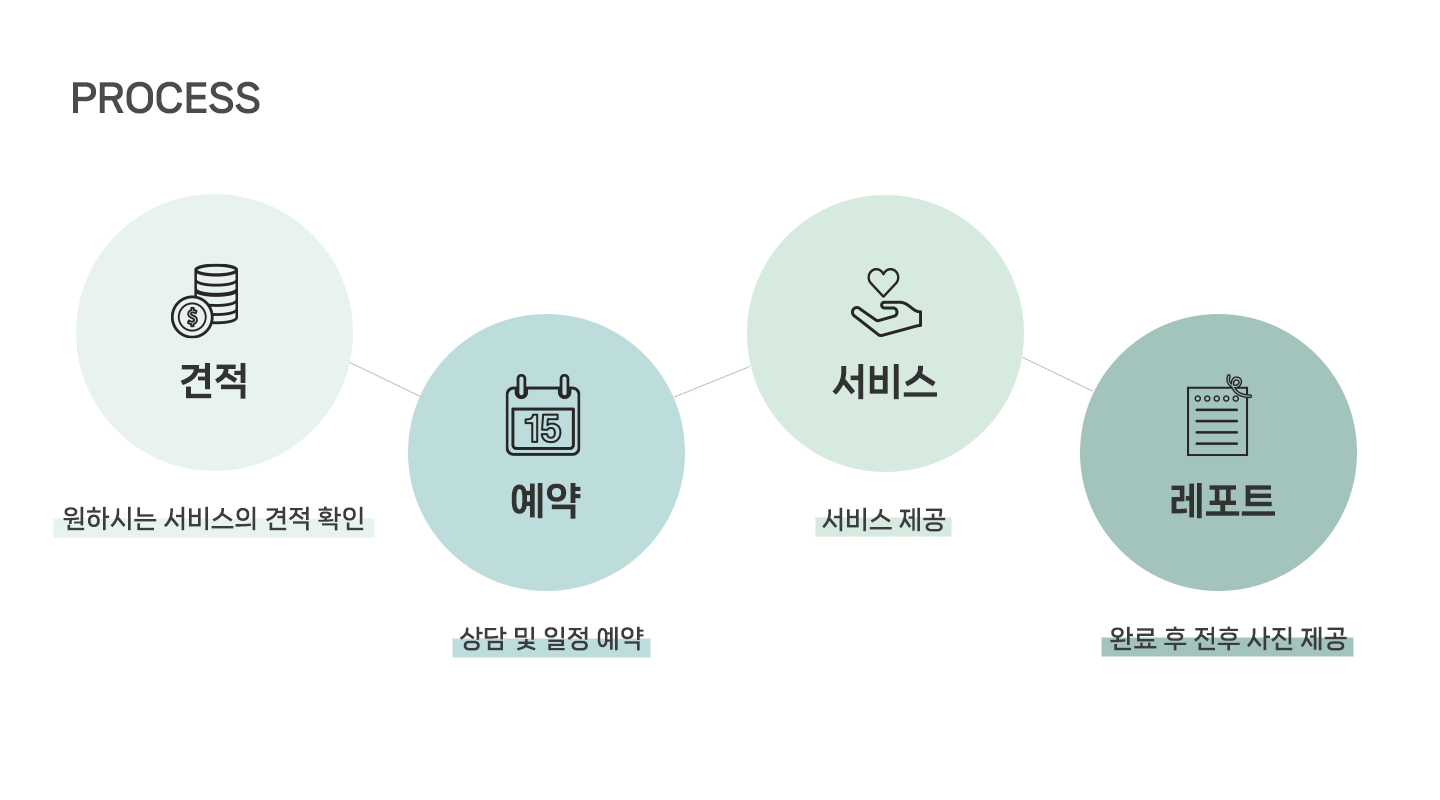 PROCESS
견적
원하시는 서비스의 견적 확인
15
예약
상담 및 일정 예약
서비스
서비스 제공
레포트
완료 후 전후 사진 제공